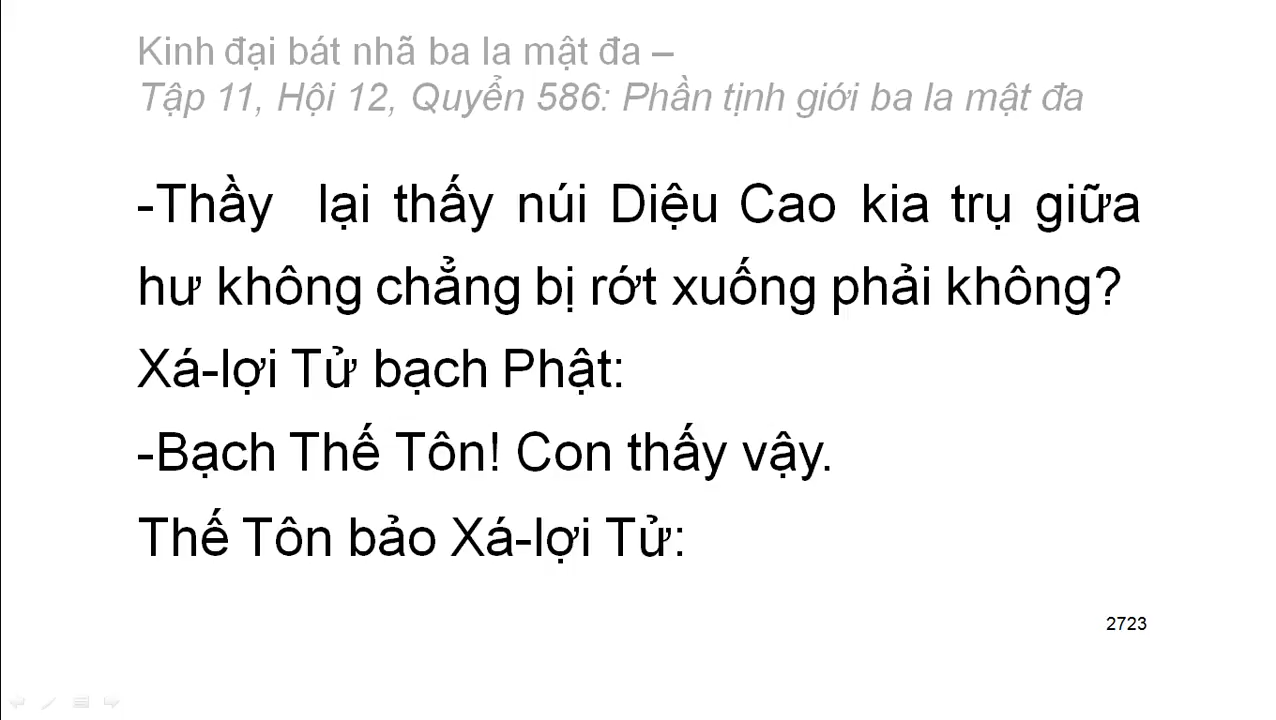 Kinh đại bát nhã ba la mật đa –
Tập 11, Hội 12, Quyển 586: Phần tịnh giới ba la mật đa
-Thầy lại thấy núi Diệu Cao kia trụ giữa
hư không chẳng bị rớt xuống phải không?
Xá-lợi Tử bạch Phật:
-Bạch Thế Tôn! Con thấy vậy.
Thế Tôn bảo Xá-lợi Tử:
2723